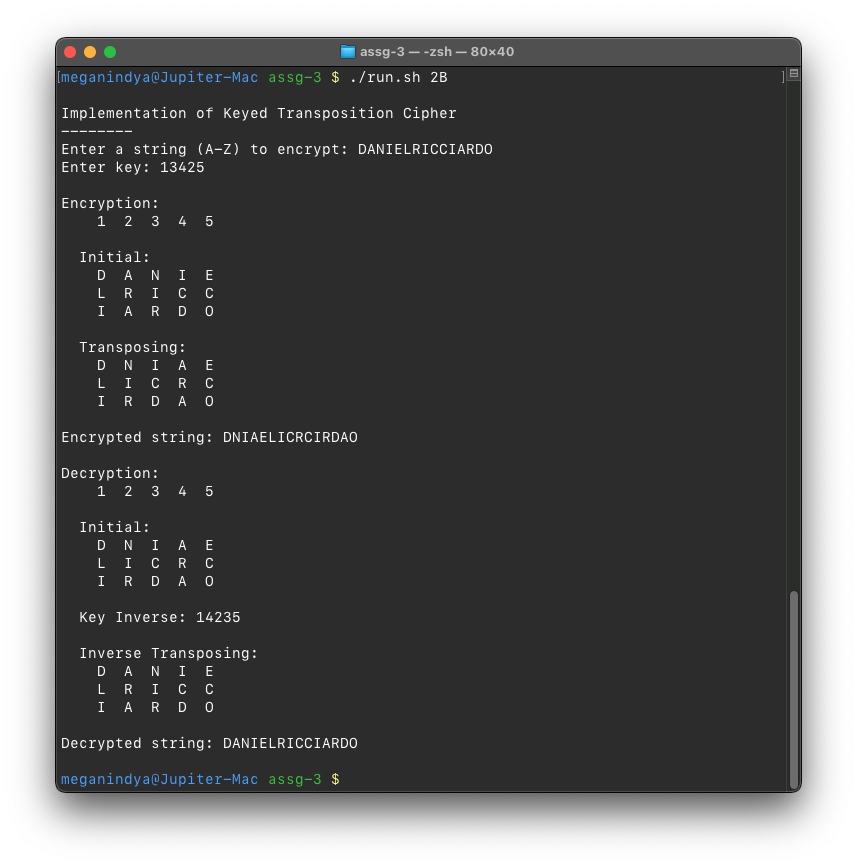 assg-3 — -zsh — 80×40
[meganindya@Jupiter-Mac assg-3 $ ./run.sh 2B ]
Implementation of Keyed Transposition Cipher
--------
Enter a string (A-Z) to encrypt: DANIELRICCIARDO
Enter key: 13425
Encryption:
1 2 3 4 5
Initial:
D A N I E
L R I C C
I A R D O
Transposing:
D N I A E
L I C R C
I R D A O
Encrypted string: DNIAELICRCIRDAO
Decryption:
1 2 3 4 5
Initial:
D N I A E
L I C R C
I R D A O
Key Inverse: 14235
Inverse Transposing:
D A N I E
L R I C C
I A R D O
Decrypted string: DANIELRICCIARDO
meganindya@Jupiter-Mac assg-3 $